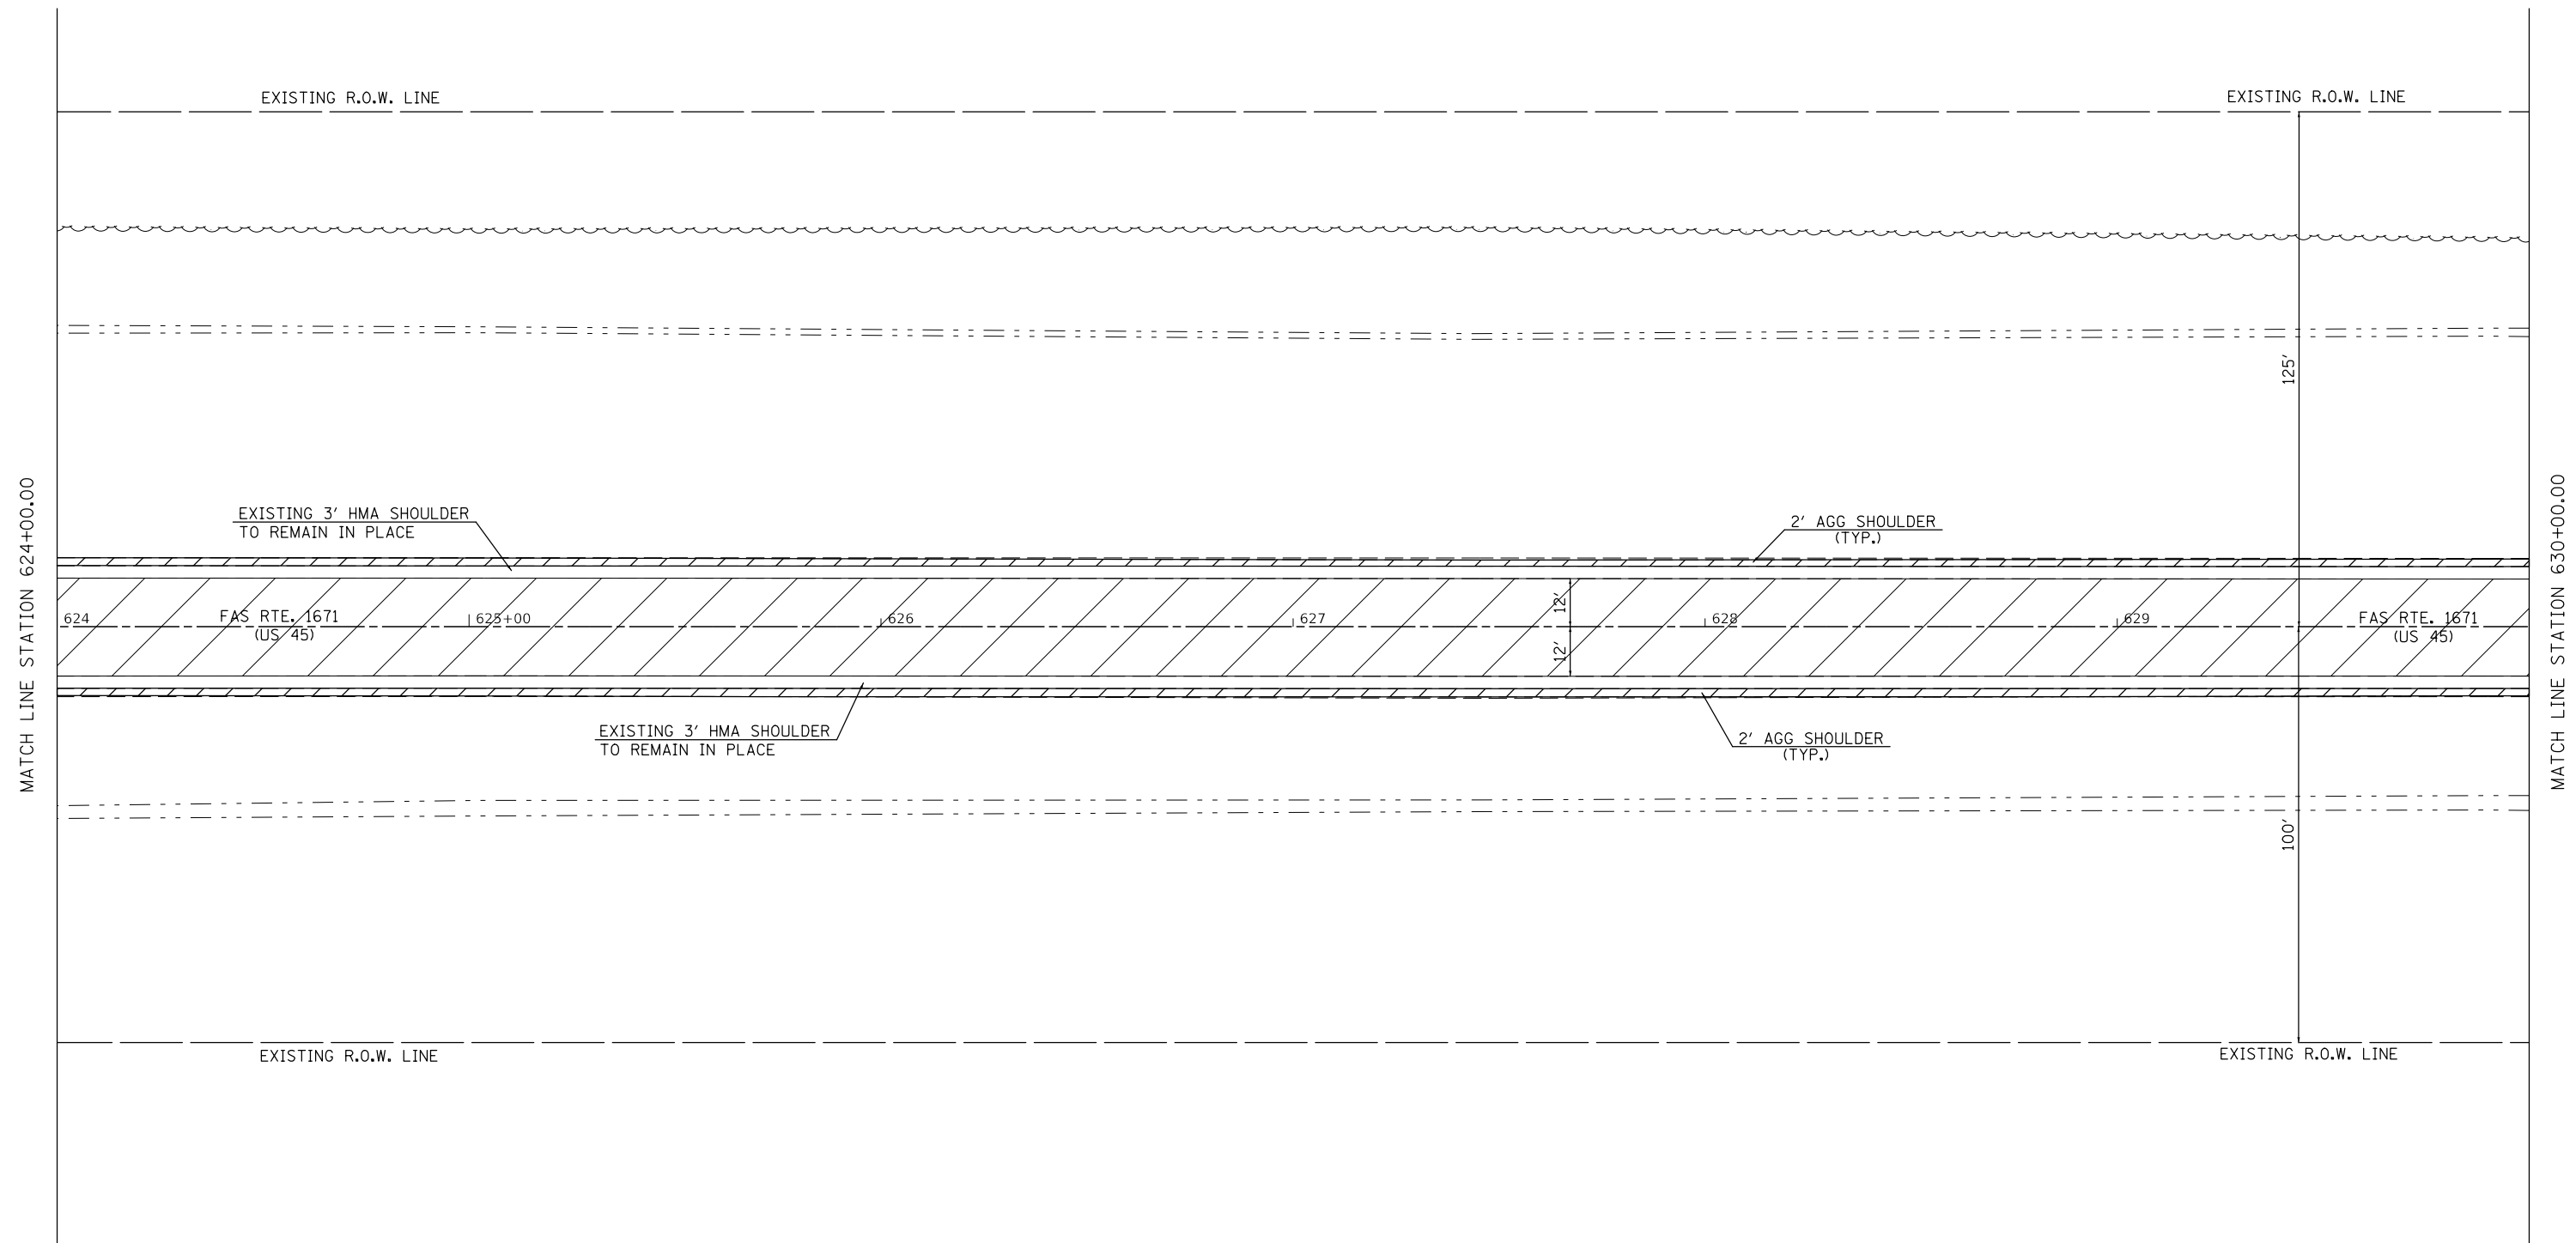 EXISTING R.O.W. LINE
EXISTING R.O.W. LINE
125'
MATCH LINE STATION 624+00.00
MATCH LINE STATION 630+00.00
EXISTING 3' HMA SHOULDER
TO REMAIN IN PLACE
2' AGG SHOULDER
(TYP.)
624
FAS RTE. 1671
(US 45)
625+00
626
627
12'
12'
628
629
FAS RTE. 1671
(US 45)
EXISTING 3' HMA SHOULDER
TO REMAIN IN PLACE
2' AGG SHOULDER
(TYP.)
100'
EXISTING R.O.W. LINE
EXISTING R.O.W. LINE